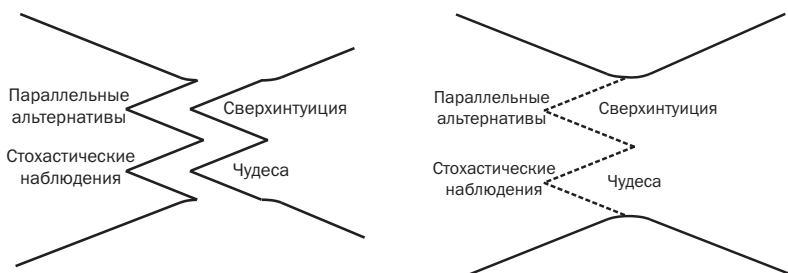 Параллельные
альтернативы
Сверхинтуиция
Стохастические
наблюдения
Чудеса
Параллельные
альтернативы
Сверхинтуиция
Стохастические
наблюдения
Чудеса